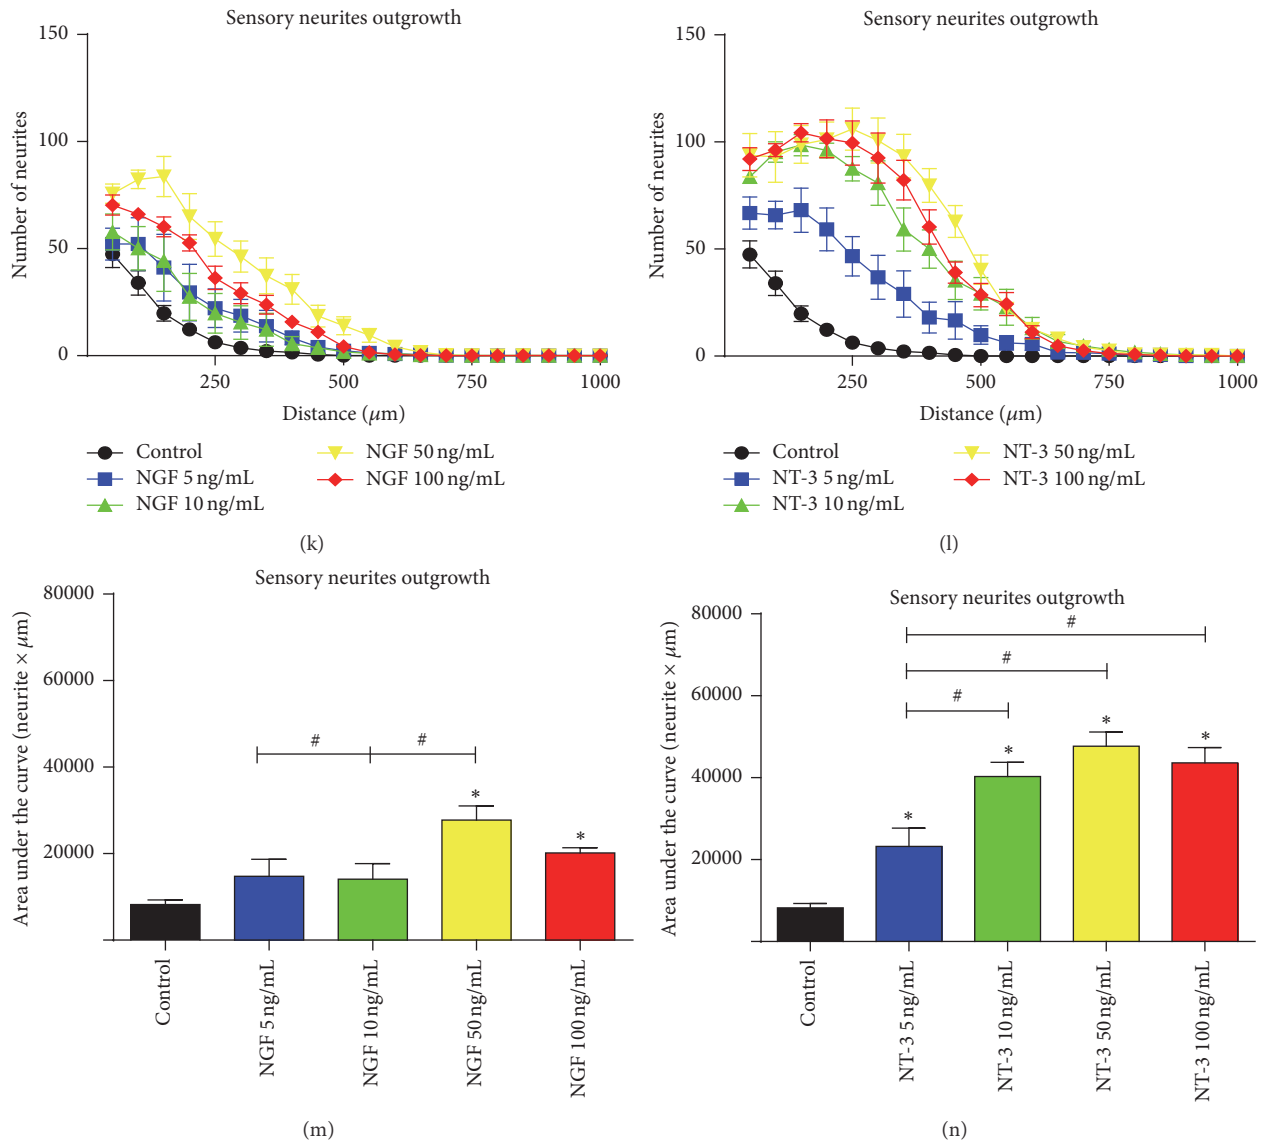 Sensory neurites outgrowth
150
100
50
0
Number of neurites
250
500
750
1000
Distance (μm)
Control
NGF 5 ng/mL
NGF 10 ng/mL
NGF 50 ng/mL
NGF 100 ng/mL
(k)
Sensory neurites outgrowth
150
100
50
0
Number of neurites
250
500
750
1000
Distance (μm)
Control
NT-3 5 ng/mL
NT-3 10 ng/mL
NT-3 50 ng/mL
NT-3 100 ng/mL
(l)
Sensory neurites outgrowth
80000
60000
40000
20000
Area under the curve (neurite × μm)
# #
*
*
Control
NGF 5 ng/mL
NGF 10 ng/mL
NGF 50 ng/mL
NGF 100 ng/mL
(m)
Sensory neurites outgrowth
80000
60000
40000
20000
Area under the curve (neurite × μm)
#
#
#
*
*
*
*
Control
NT-3 5 ng/mL
NT-3 10 ng/mL
NT-3 50 ng/mL
NT-3 100 ng/mL
(n)